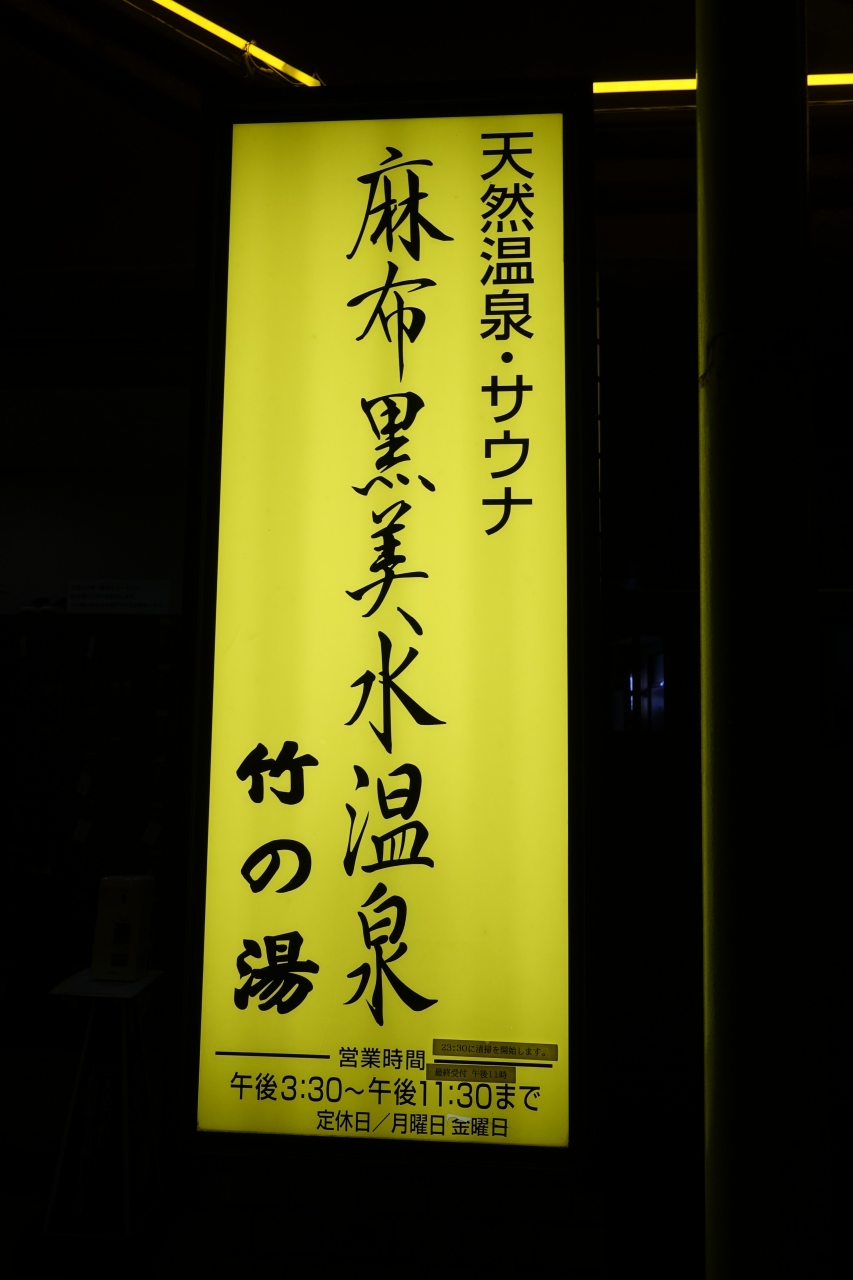 天然温泉・サウナ
麻布黒美水温泉
竹の湯
営業時間
23:30に清掃を開始します。
最終受付 午後11時
午後3:30〜午後11:30まで
定休日／月曜日 金曜日